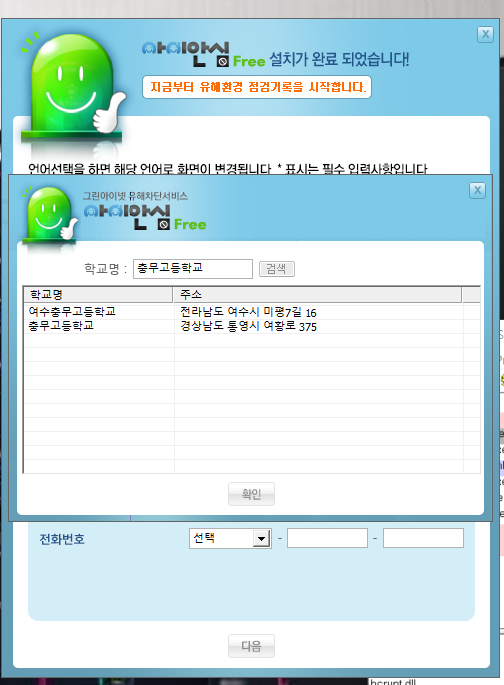 아이안심 Free 설치가 완료 되었습니다!
지금부터 유해환경 점검기록을 시작합니다.
언어선택을 하면 해당 언어로 화면이 변경됩니다 * 표시는 필수 입력사항입니다
그린아이넷 유해차단서비스
아이안심 Free
학교명 : 충무고등학교 검색
학교명 주소
여수충무고등학교 전라남도 여수시 미평7길 16
충무고등학교 경상남도 통영시 여황로 375
확인
전화번호 선택 - -
다음
bcrypt.dll